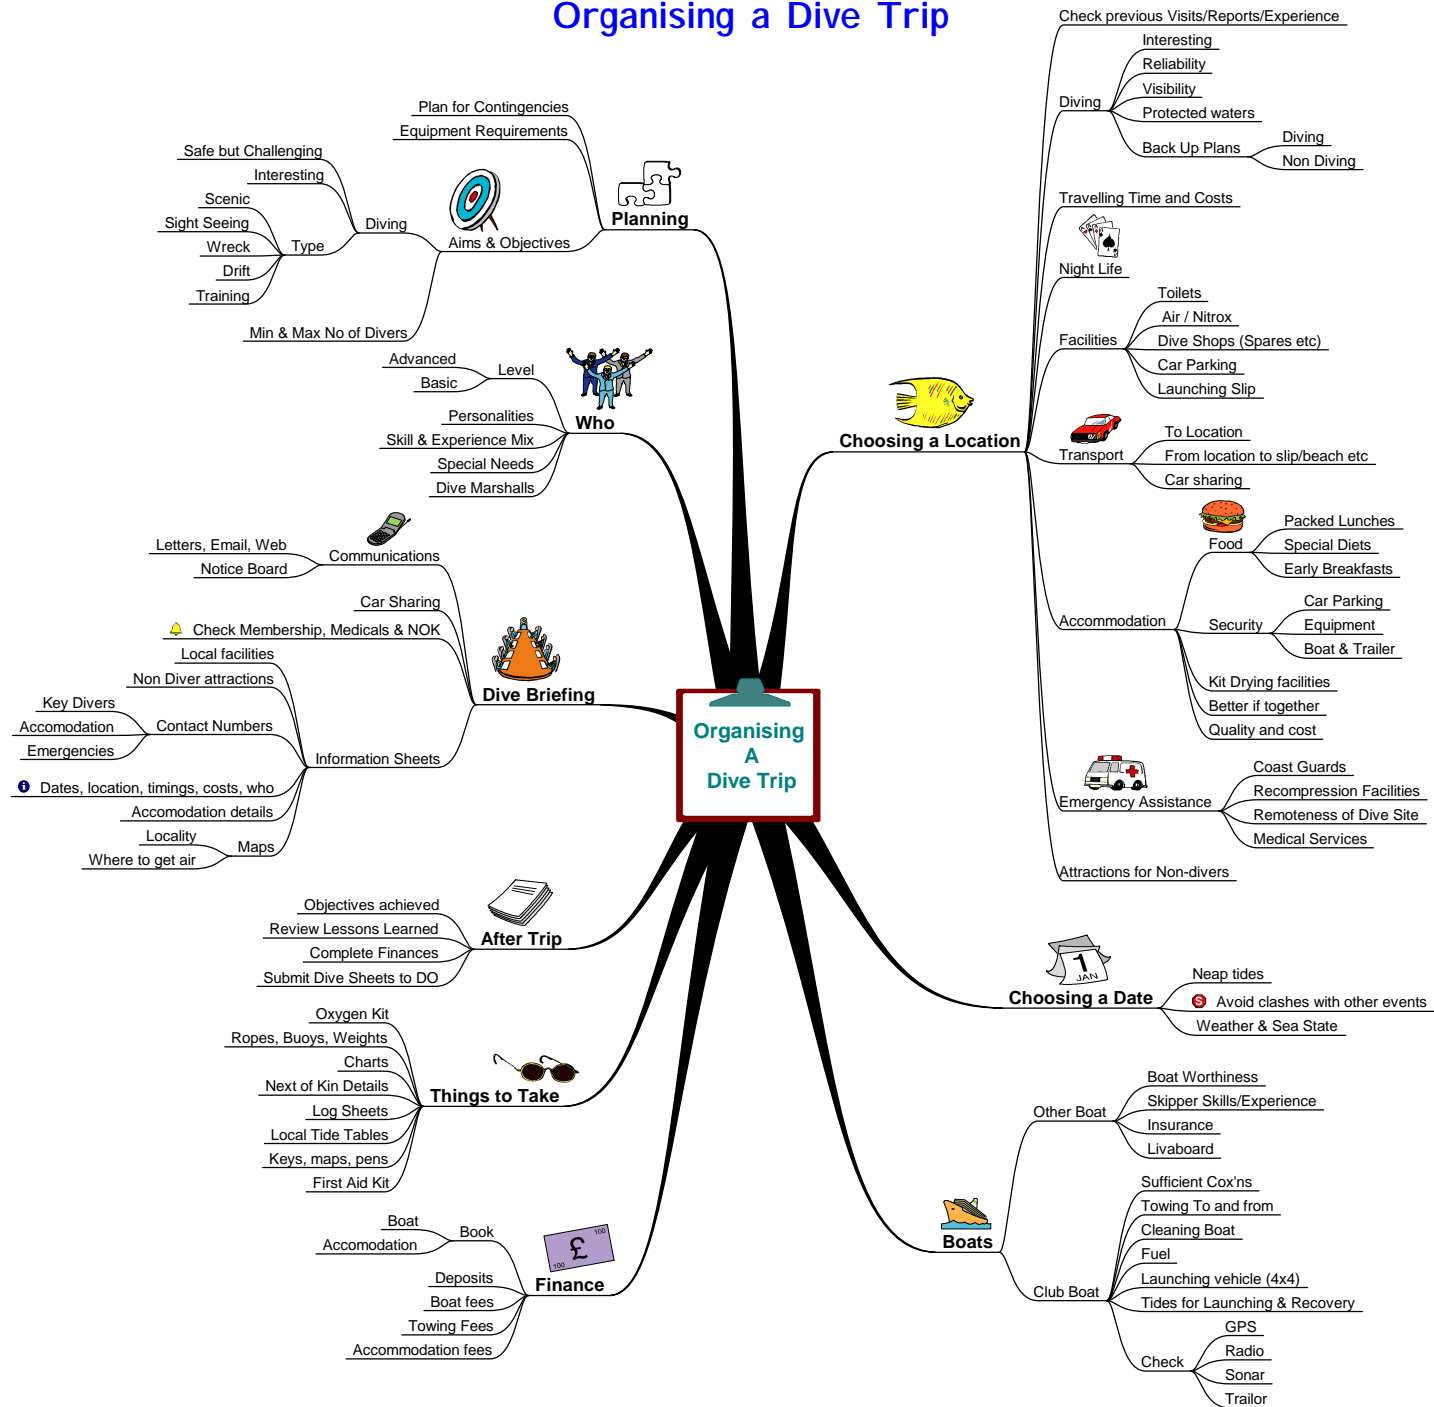 Organising a Dive Trip
Organising
A
Dive Trip
Choosing a Location
Check previous Visits/Reports/Experience
Diving
Interesting
Reliability
Visibility
Protected waters
Back Up Plans
Diving
Non Diving
Travelling Time and Costs
Night Life
Facilities
Toilets
Air / Nitrox
Dive Shops (Spares etc)
Car Parking
Launching Slip
Transport
To Location
From location to slip/beach etc
Car sharing
Accommodation
Food
Packed Lunches
Special Diets
Early Breakfasts
Security
Car Parking
Equipment
Boat & Trailer
Kit Drying facilities
Better if together
Quality and cost
Emergency Assistance
Coast Guards
Recompression Facilities
Remoteness of Dive Site
Medical Services
Attractions for Non-divers
Choosing a Date
1
JAN
Neap tides
S Avoid clashes with other events
Weather & Sea State
Boats
Other Boat
Boat Worthiness
Skipper Skills/Experience
Insurance
Livaboard
Club Boat
Sufficient Cox'ns
Towing To and from
Cleaning Boat
Fuel
Launching vehicle (4x4)
Tides for Launching & Recovery
Check
GPS
Radio
Sonar
Trailor
Planning
Plan for Contingencies
Equipment Requirements
Aims & Objectives
Diving
Safe but Challenging
Interesting
Type
Scenic
Sight Seeing
Wreck
Drift
Training
Min & Max No of Divers
Who
Level
Advanced
Basic
Personalities
Skill & Experience Mix
Special Needs
Dive Marshalls
Dive Briefing
Communications
Letters, Email, Web
Notice Board
Car Sharing
Check Membership, Medicals & NOK
Information Sheets
Local facilities
Non Diver attractions
Contact Numbers
Key Divers
Accomodation
Emergencies
i Dates, location, timings, costs, who
Accomodation details
Maps
Locality
Where to get air
After Trip
Objectives achieved
Review Lessons Learned
Complete Finances
Submit Dive Sheets to DO
Things to Take
Oxygen Kit
Ropes, Buoys, Weights
Charts
Next of Kin Details
Log Sheets
Local Tide Tables
Keys, maps, pens
First Aid Kit
Finance
100
£
100
Book
Boat
Accomodation
Deposits
Boat fees
Towing Fees
Accommodation fees